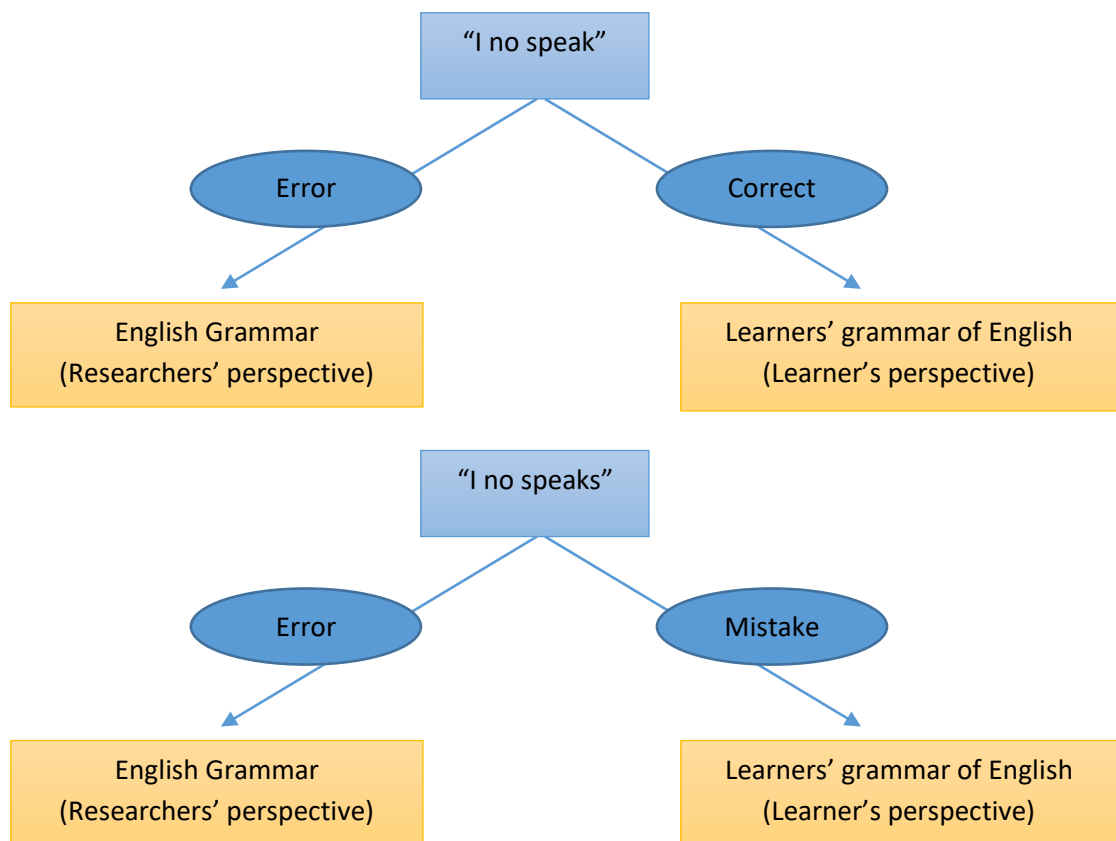 “I no speak”
Error
Correct
English Grammar
(Researchers’ perspective)
Learners’ grammar of English
(Learner’s perspective)
“I no speaks”
Error
Mistake
English Grammar
(Researchers’ perspective)
Learners’ grammar of English
(Learner’s perspective)